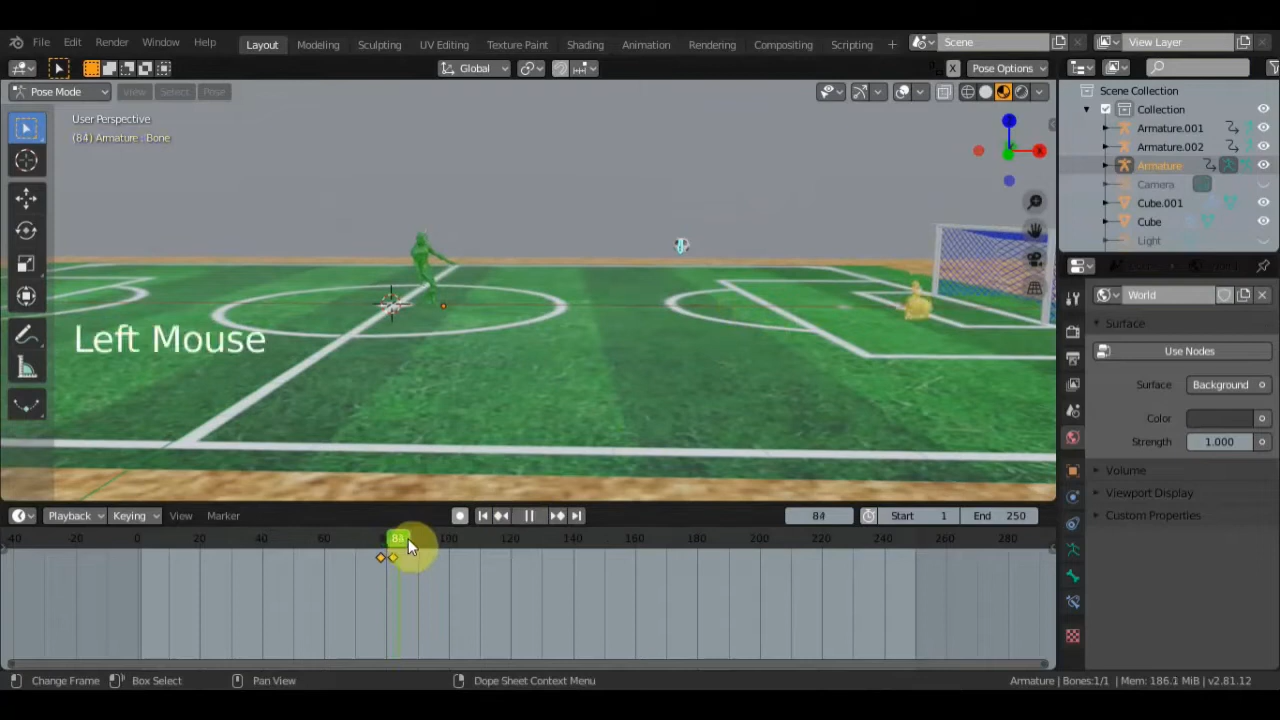 File Edit Render Window Help Layout Modeling Sculpting UV Editing Texture Paint Shading Animation Rendering Compositing Scripting + Scene View Layer
Global X Pose Options
Pose Mode View Select Pose
User Perspective
(84) Armature : Bone
Scene Collection
Collection
Armature.001
Armature.002
Armature
Camera
Cube.001
Cube
Light
World
Surface
Use Nodes
Surface Background
Color
Strength 1.000
Volume
Viewport Display
Custom Properties
Left Mouse
Playback Keying View Marker 84 Start 1 End 250
-40 -20 0 20 40 60 84 100 120 140 160 180 200 220 240 260 280
Change Frame Box Select Pan View Dope Sheet Context Menu Armature | Bones:1/1 | Mem: 186.1 MiB | v2.81.12